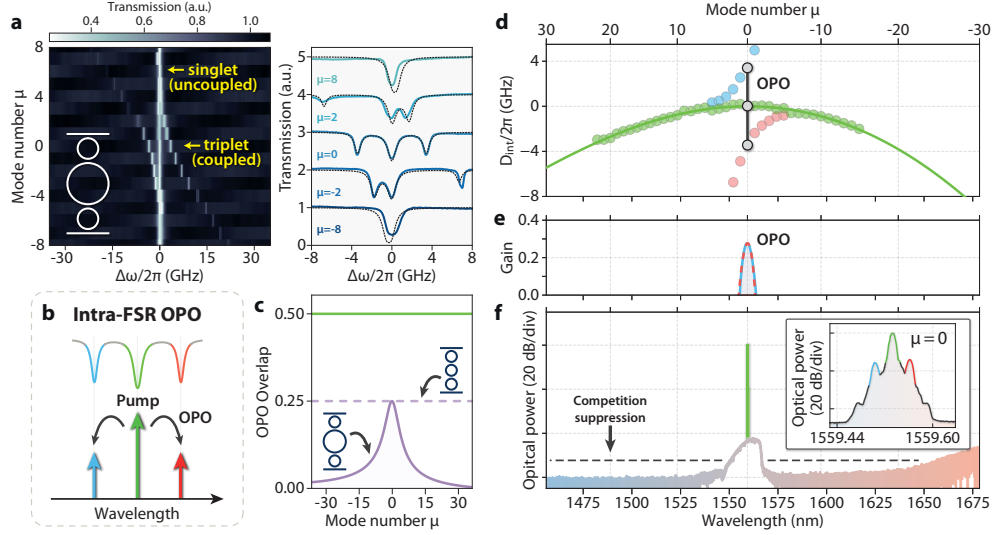 a
Transmission (a.u.)
0.4 0.6 0.8 1.0
Mode number μ
8
4
0
-4
-8
singlet
(uncoupled)
triplet
(coupled)
-30 -15 0 15 30
Δω/2π (GHz)
Transmission (a.u.)
5
4
3
2
1
0
μ=8
μ=2
μ=0
μ=-2
μ=-8
-8 -4 0 4 8
Δω/2π (GHz)
b Intra-FSR OPO
Pump
OPO
Wavelength
c
OPO Overlap
0.50
0.25
0.00
-30 -15 0 15 30
Mode number μ
d
Mode number μ
30 20 10 0 -10 -20 -30
D_int/2π (GHz)
4
0
-4
-8
OPO
e
Gain
0.4
0.2
0.0
OPO
f
Optitcal power (20 dB/div)
Competition
suppression
Optical power
(20 dB/div)
μ=0
1559.44 1559.60
1475 1500 1525 1550 1575 1600 1625 1650 1675
Wavelength (nm)